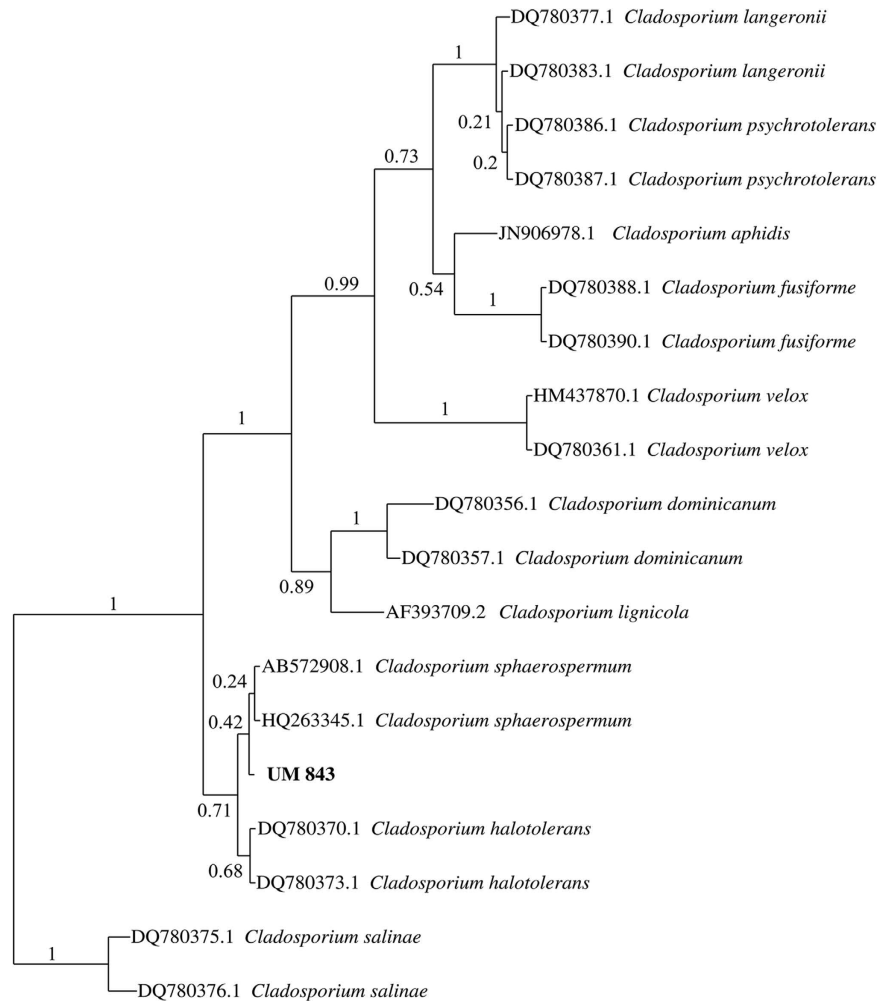 DQ780377.1 Cladosporium langeronii
1
DQ780383.1 Cladosporium langeronii
0.21
DQ780386.1 Cladosporium psychrotolerans
0.73
0.2
DQ780387.1 Cladosporium psychrotolerans
JN906978.1 Cladosporium aphidis
0.99
0.54
DQ780388.1 Cladosporium fusiforme
1
DQ780390.1 Cladosporium fusiforme
HM437870.1 Cladosporium velox
1
1
DQ780361.1 Cladosporium velox
DQ780356.1 Cladosporium dominicanum
1
DQ780357.1 Cladosporium dominicanum
0.89
AF393709.2 Cladosporium lignicola
1
AB572908.1 Cladosporium sphaerospermum
0.24
0.42
HQ263345.1 Cladosporium sphaerospermum
UM 843
0.71
DQ780370.1 Cladosporium halotolerans
0.68
DQ780373.1 Cladosporium halotolerans
DQ780375.1 Cladosporium salinae
1
DQ780376.1 Cladosporium salinae